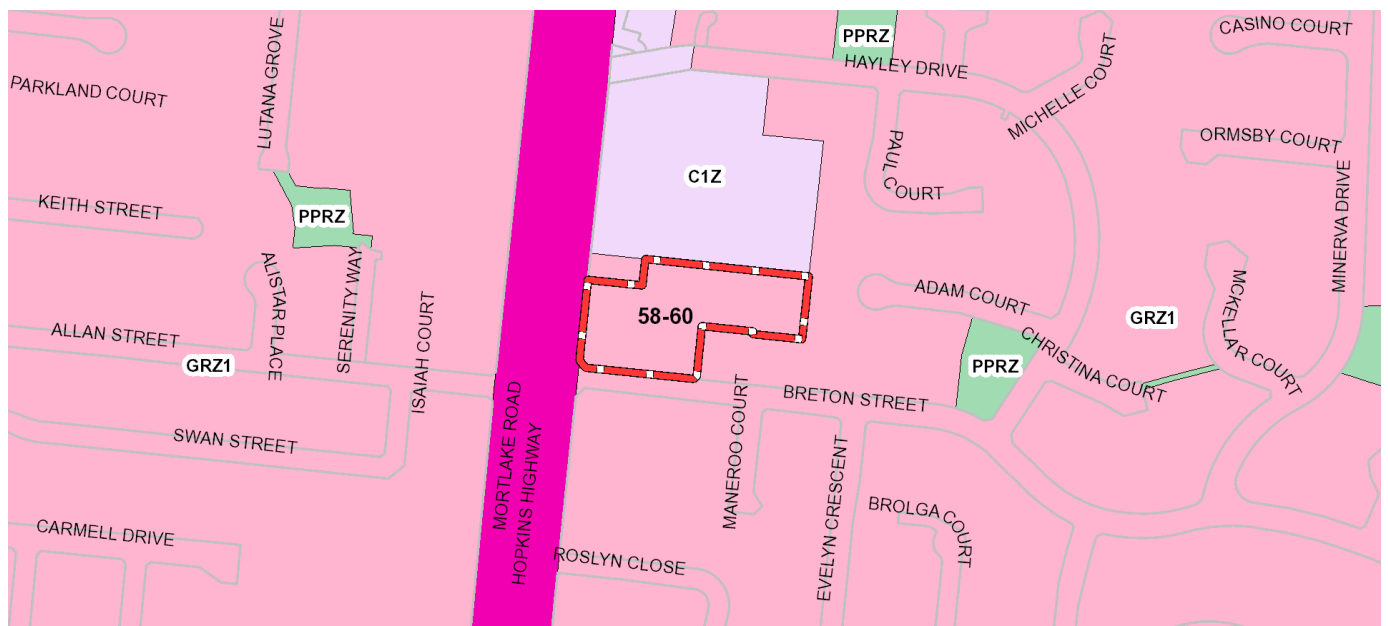 CASINO COURT
PPRZ
HAYLEY DRIVE
LUTANA GROVE
PARKLAND COURT
MICHELLE COURT
ORMSBY COURT
PAUL COURT
C1Z
MINERVA DRIVE
KEITH STREET
PPRZ
ALISTAR PLACE
SERENITY WAY
ISAIAH COURT
ADAM COURT
MCKELLAR COURT
58-60
GRZ1
ALLAN STREET
GRZ1
CHRISTINA COURT
PPRZ
BRETON STREET
MORTLAKE ROAD
HOPKINS HIGHWAY
MANEROO COURT
SWAN STREET
EVELYN CRESCENT
BROLGA COURT
CARMELL DRIVE
ROSLYN CLOSE